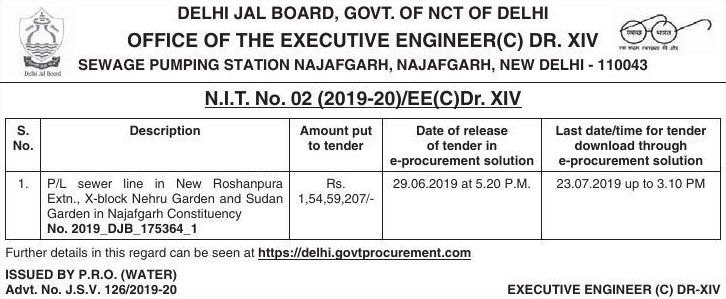 DELHI JAL BOARD, GOVT. OF NCT OF DELHI
OFFICE OF THE EXECUTIVE ENGINEER(C) DR. XIV
SEWAGE PUMPING STATION NAJAFGARH, NAJAFGARH, NEW DELHI - 110043
Delhi Jal Board
स्वच्छ भारत
एक कदम स्वच्छता की ओर
N.I.T. No. 02 (2019-20)/EE(C)Dr. XIV
S. No. Description Amount put to tender Date of release of tender in e-procurement solution Last date/time for tender download through e-procurement solution
1. P/L sewer line in New Roshanpura Rs. 29.06.2019 at 5.20 P.M. 23.07.2019 up to 3.10 PM
Extn., X-block Nehru Garden and Sudan 1,54,59,207/-
Garden in Najafgarh Constituency
No. 2019_DJB_175364_1
Further details in this regard can be seen at https://delhi.govtprocurement.com
ISSUED BY P.R.O. (WATER)
Advt. No. J.S.V. 126/2019-20 EXECUTIVE ENGINEER (C) DR-XIV